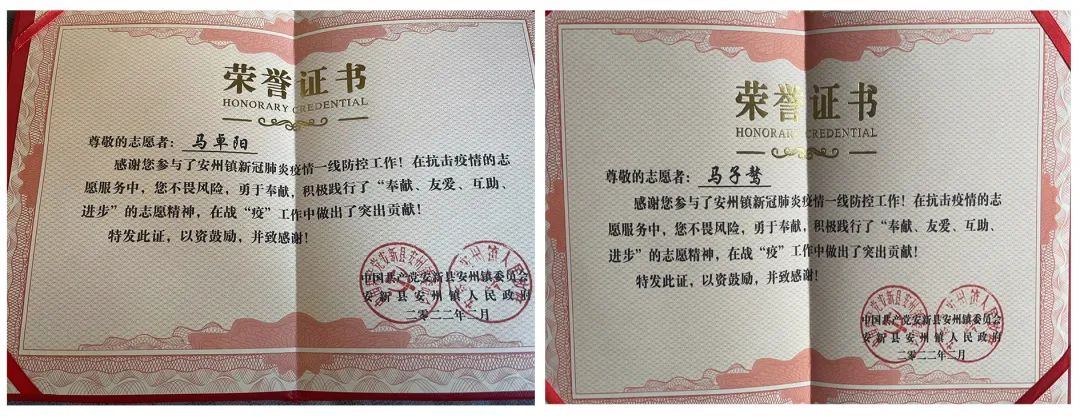 荣誉证书
HONORARY CREDENTIAL
尊敬的志愿者：马卓阳
感谢您参与了安州镇新冠肺炎疫情一线防控工作！在抗击疫情的志
愿服务中，您不畏风险，勇于奉献，积极践行了“奉献、友爱、互助、
进步”的志愿精神，在战“疫”工作中做出了突出贡献！
特发此证，以资鼓励，并致感谢！
中国共产党安新县安州镇委员会
安新县安州镇人民政府
二〇二二年二月
荣誉证书
HONORARY CREDENTIAL
尊敬的志愿者：马子骜
感谢您参与了安州镇新冠肺炎疫情一线防控工作！在抗击疫情的志
愿服务中，您不畏风险，勇于奉献，积极践行了“奉献、友爱、互助、
进步”的志愿精神，在战“疫”工作中做出了突出贡献！
特发此证，以资鼓励，并致感谢！
中国共产党安新县安州镇委员会
安新县安州镇人民政府
二〇二二年二月